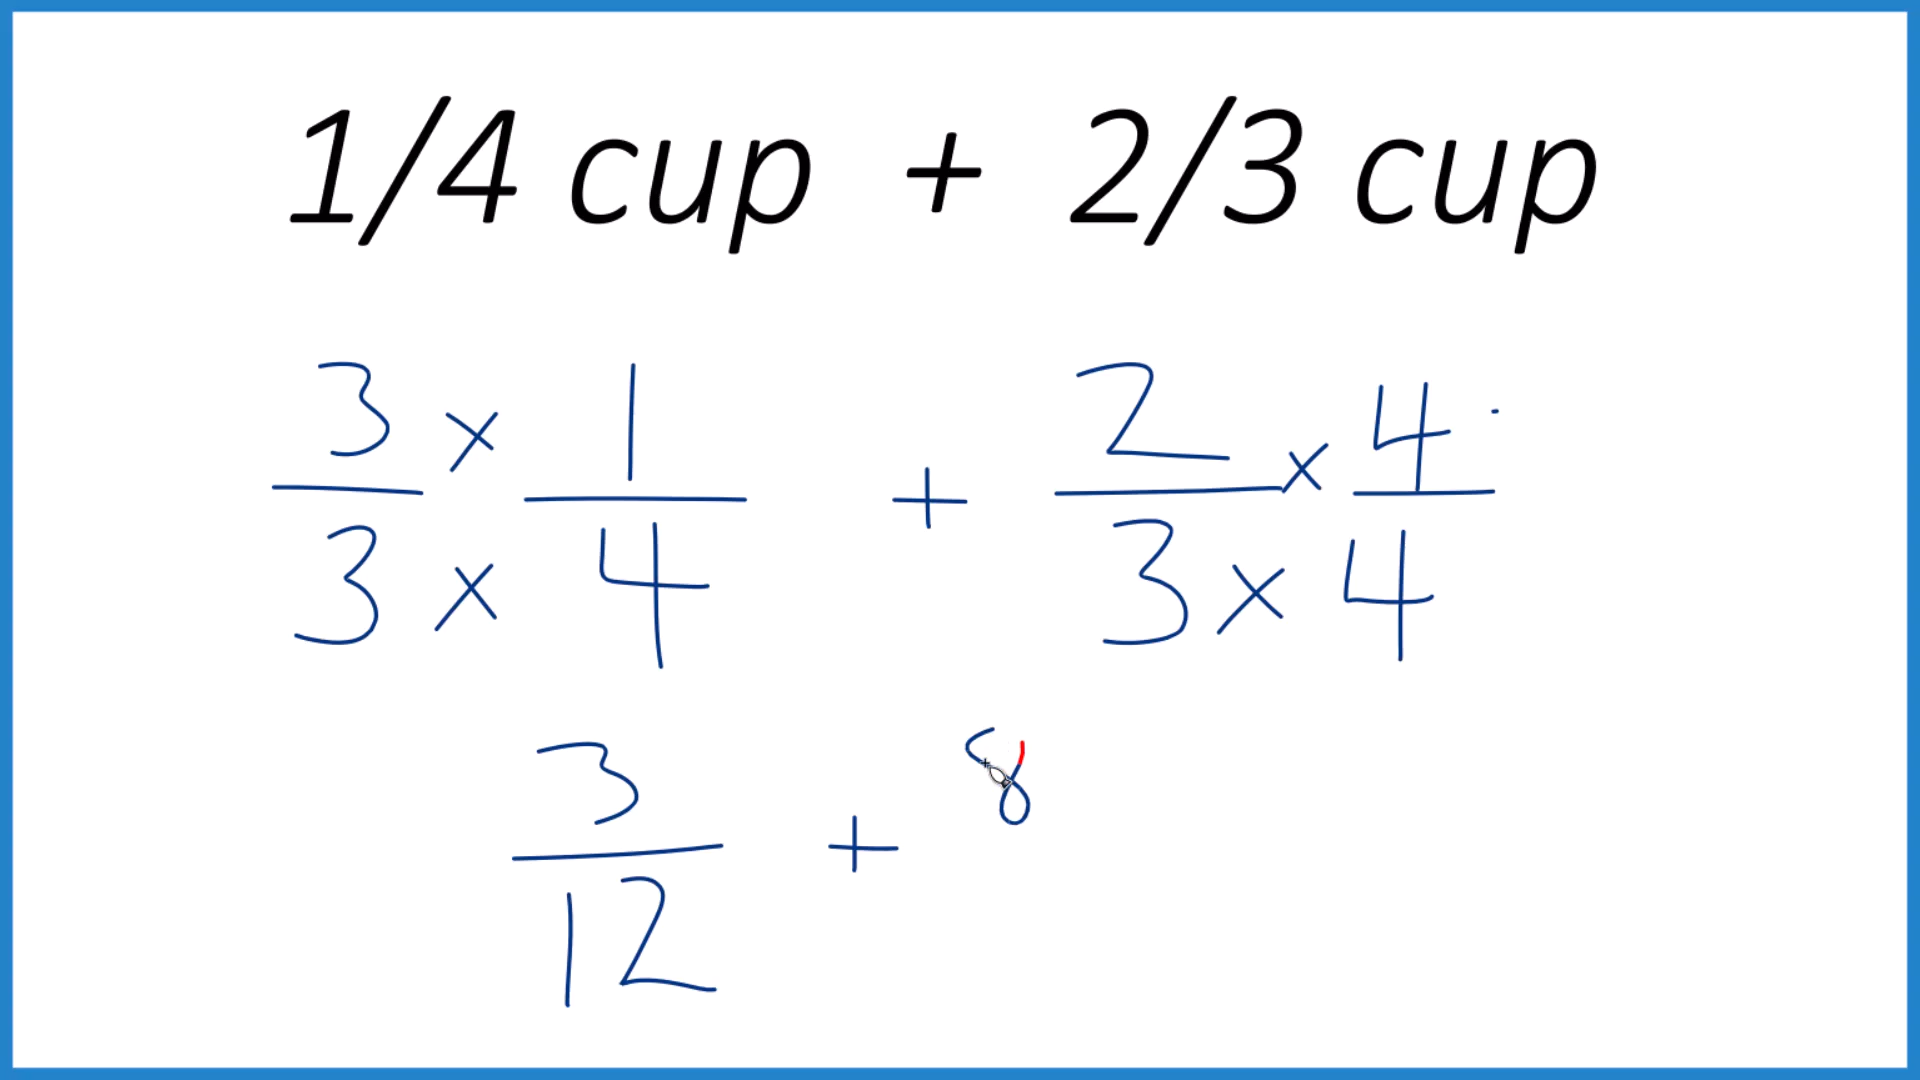 1/4 cup + 2/3 cup
3 × 1 + 2 × 4
3 × 4 3 × 4
3 + 8
12